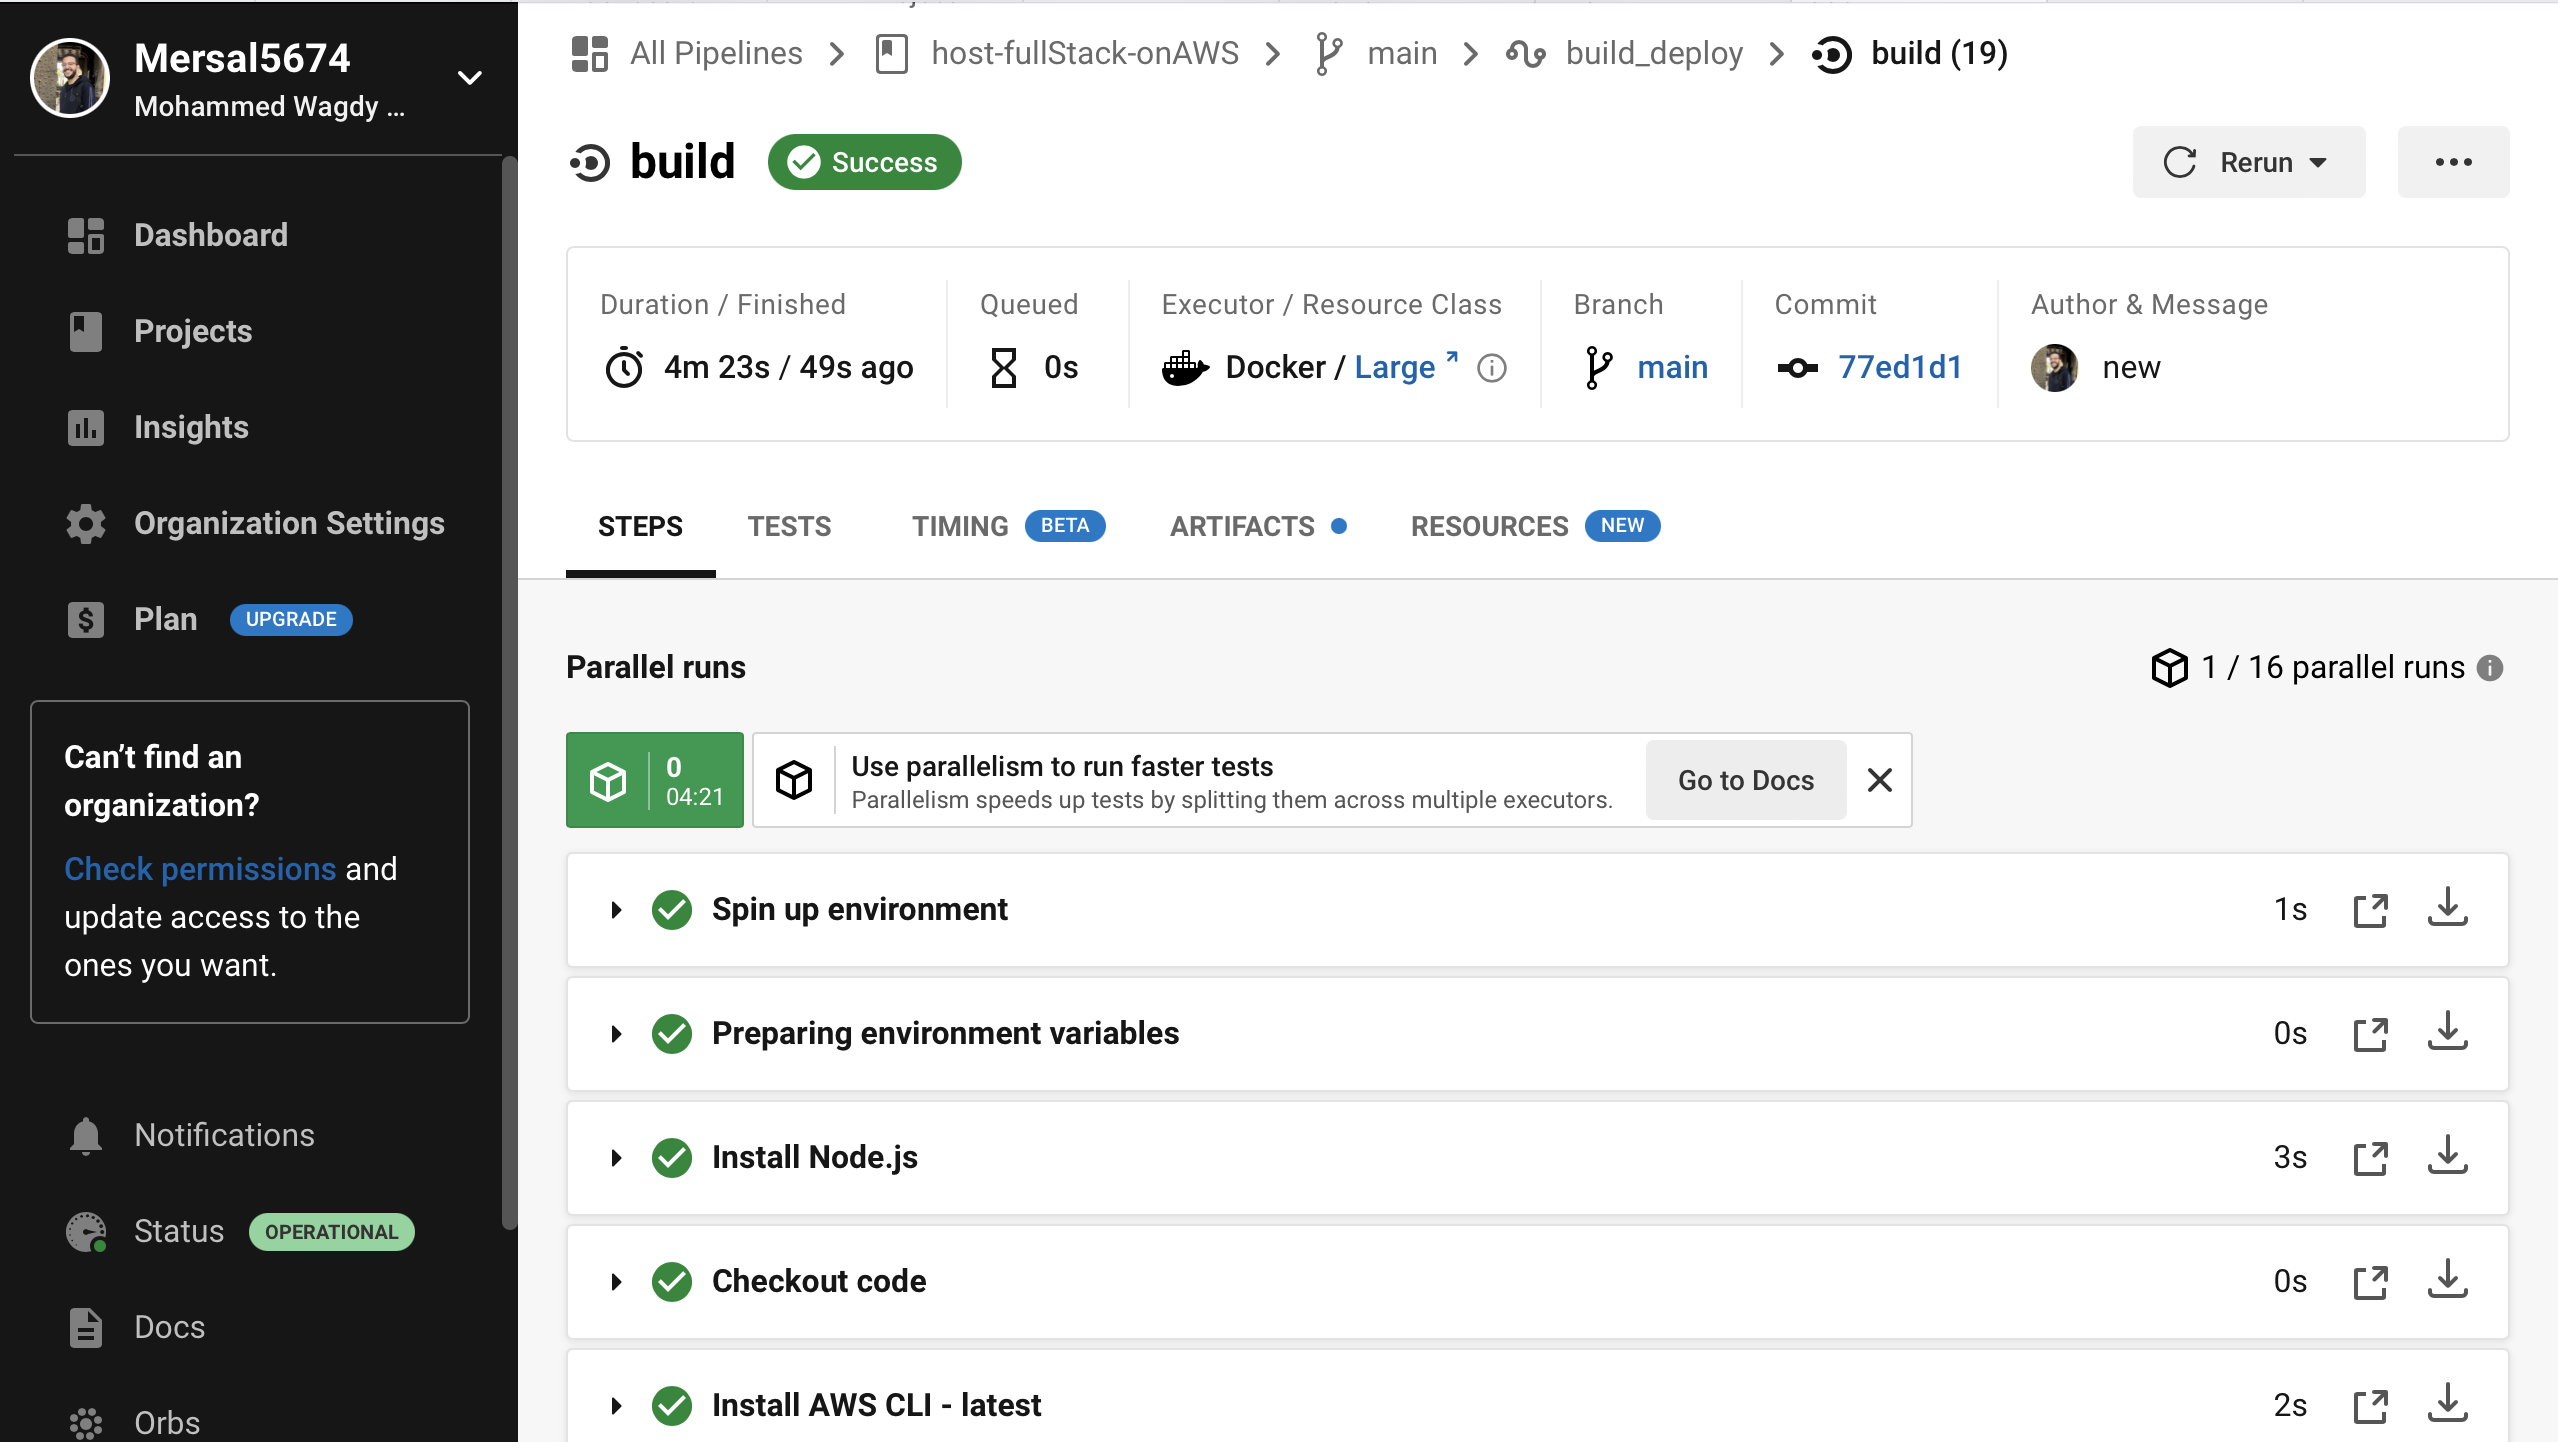 Mersal5674
Mohammed Wagdy ...
Dashboard
Projects
Insights
Organization Settings
Plan UPGRADE
Can't find an
organization?
Check permissions and
update access to the
ones you want.
Notifications
Status OPERATIONAL
Docs
Orbs
All Pipelines host-fullStack-onAWS main build_deploy build (19)
build Success
Rerun
Duration / Finished
4m 23s / 49s ago
Queued
0s
Executor / Resource Class
Docker / Large
Branch
main
Commit
77ed1d1
Author & Message
new
STEPS TESTS TIMING BETA ARTIFACTS RESOURCES NEW
Parallel runs
1 / 16 parallel runs
0
04:21
Use parallelism to run faster tests
Parallelism speeds up tests by splitting them across multiple executors.
Go to Docs
Spin up environment 1s
Preparing environment variables 0s
Install Node.js 3s
Checkout code 0s
Install AWS CLI - latest 2s